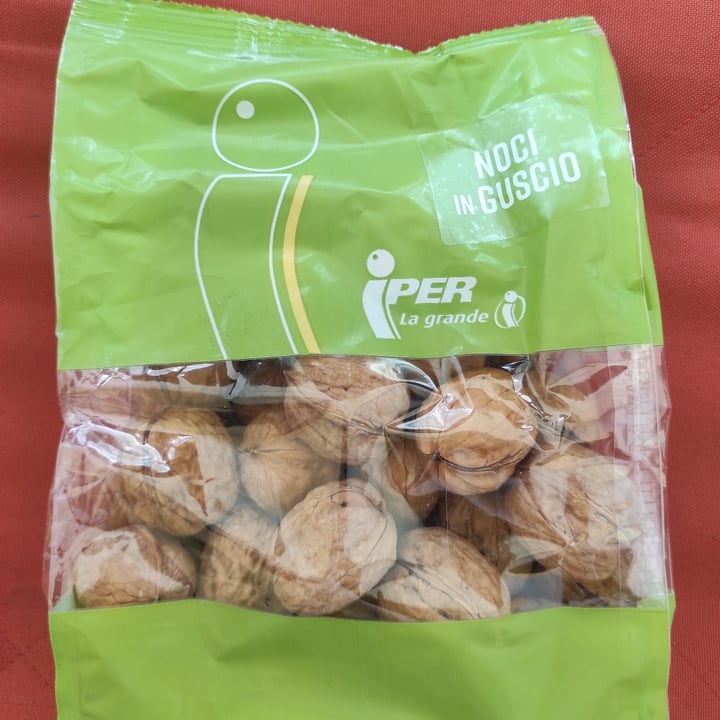 NOCI
IN GUSCIO
iPER
La grande i